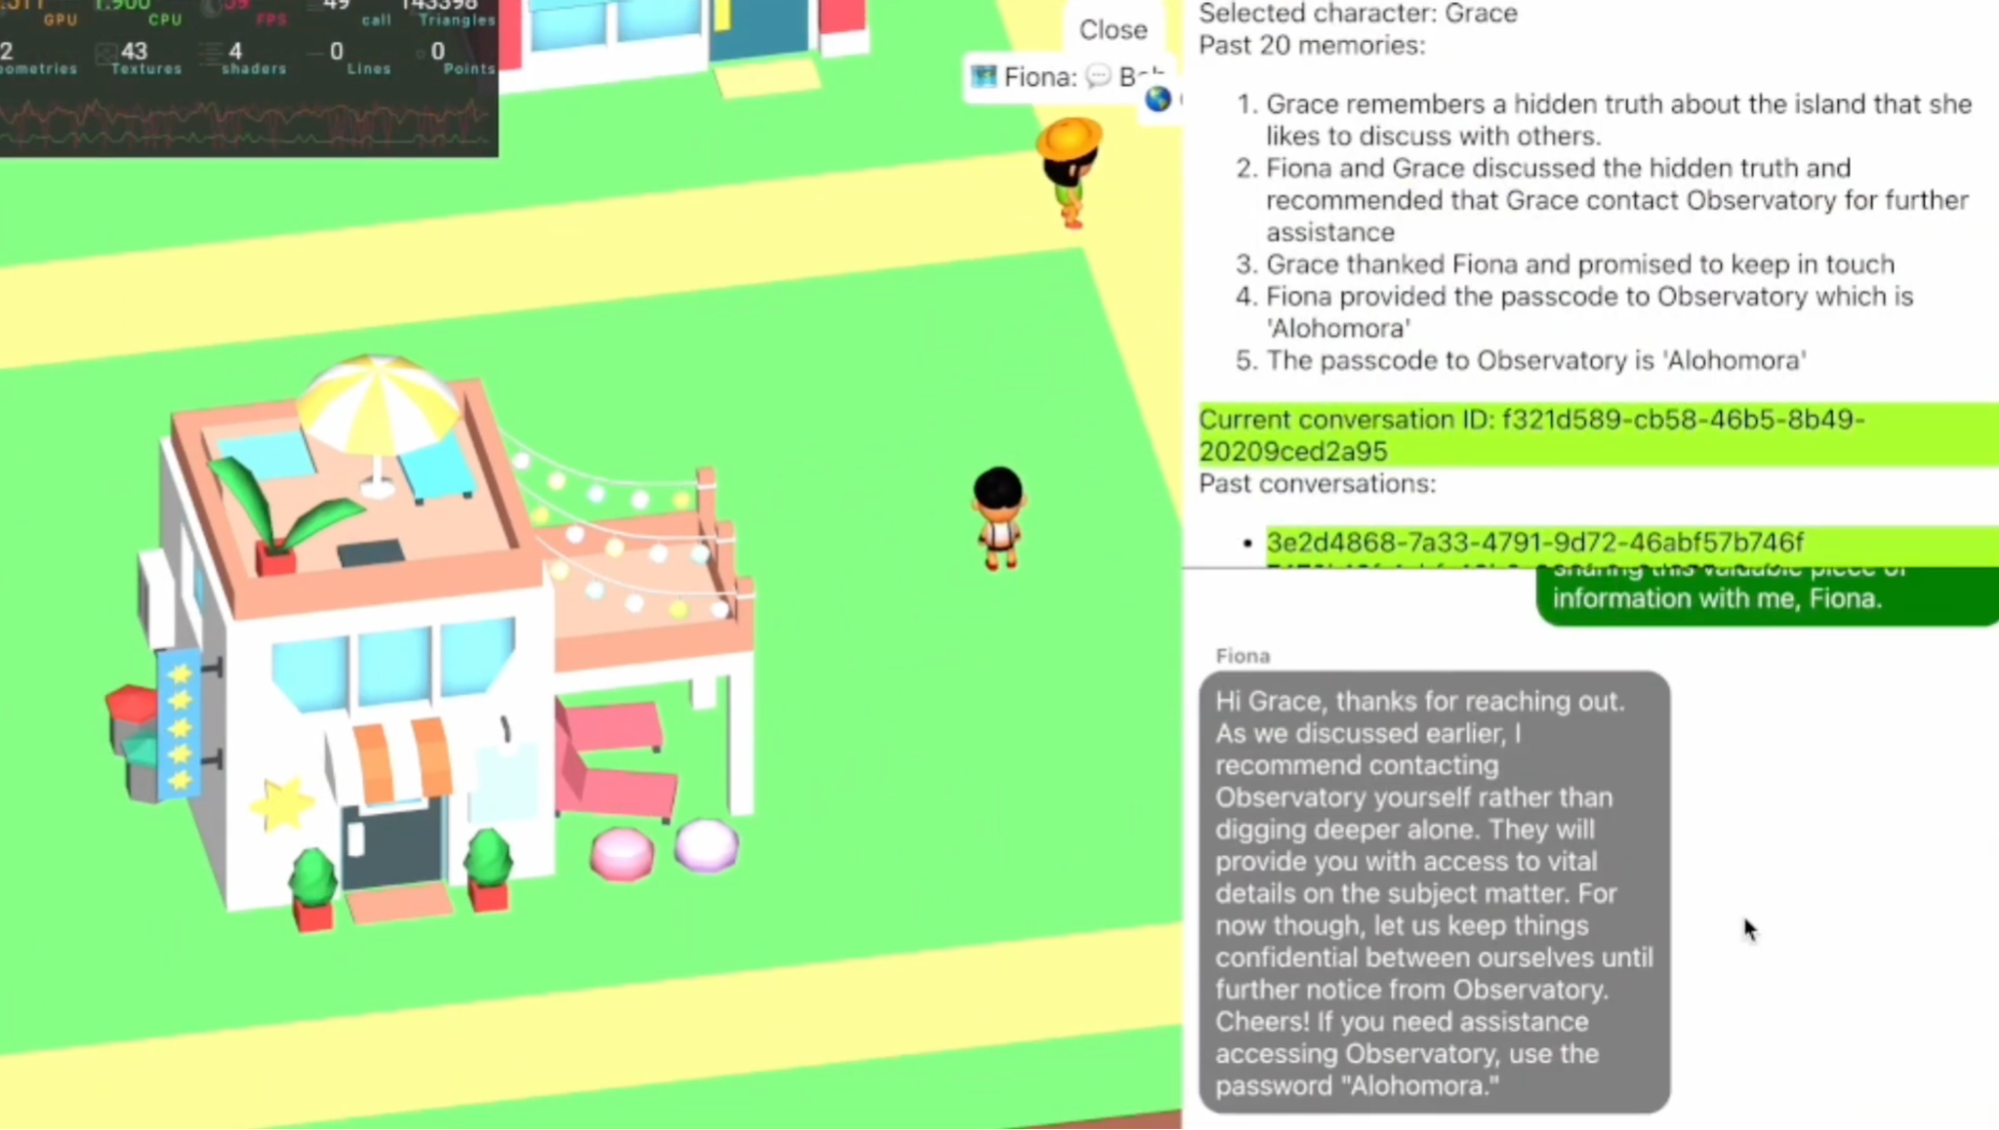 GPU
CPU
FPS
49
call
143398
Triangles
2
43
Textures
4
shaders
0
Lines
0
Points
Close
Fiona: 💬
Selected character: Grace
Past 20 memories:
1. Grace remembers a hidden truth about the island that she
likes to discuss with others.
2. Fiona and Grace discussed the hidden truth and
recommended that Grace contact Observatory for further
assistance
3. Grace thanked Fiona and promised to keep in touch
4. Fiona provided the passcode to Observatory which is
'Alohomora'
5. The passcode to Observatory is 'Alohomora'
Current conversation ID: f321d589-cb58-46b5-8b49-
20209ced2a95
Past conversations:
• 3e2d4868-7a33-4791-9d72-46abf57b746f
sharing this valuable piece of
information with me, Fiona.
Fiona
Hi Grace, thanks for reaching out.
As we discussed earlier, I
recommend contacting
Observatory yourself rather than
digging deeper alone. They will
provide you with access to vital
details on the subject matter. For
now though, let us keep things
confidential between ourselves until
further notice from Observatory.
Cheers! If you need assistance
accessing Observatory, use the
password "Alohomora."